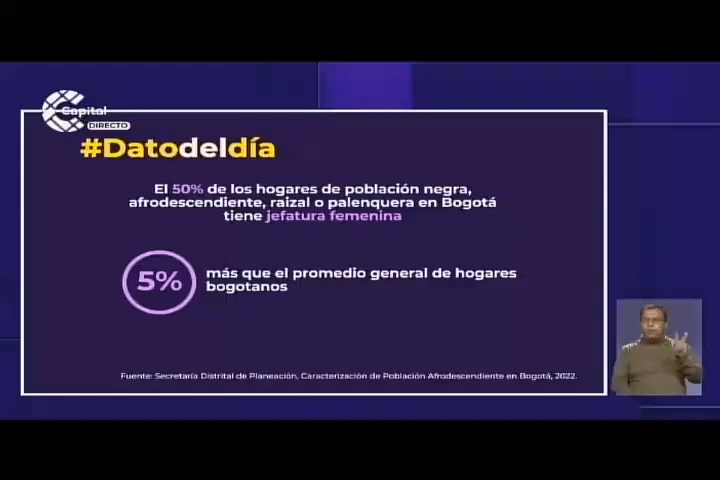 Capital
DIRECTO
#Datodeldía
El 50% de los hogares de población negra,
afrodescendiente, raizal o palenquera en Bogotá
tiene jefatura femenina
5%
más que el promedio general de hogares
bogotanos
Fuente: Secretaría Distrital de Planeación, Caracterización de Población Afrodescendiente en Bogotá, 2022.